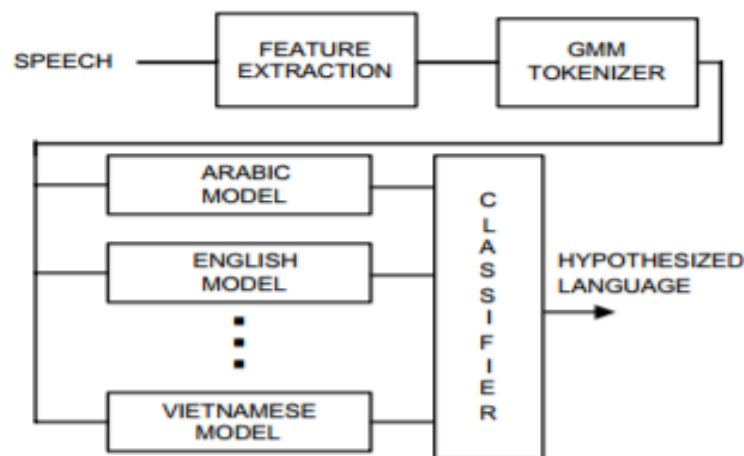 SPEECH
FEATURE
EXTRACTION
GMM
TOKENIZER
ARABIC
MODEL
ENGLISH
MODEL
VIETNAMESE
MODEL
CLASSIFIER
HYPOTHESIZED
LANGUAGE